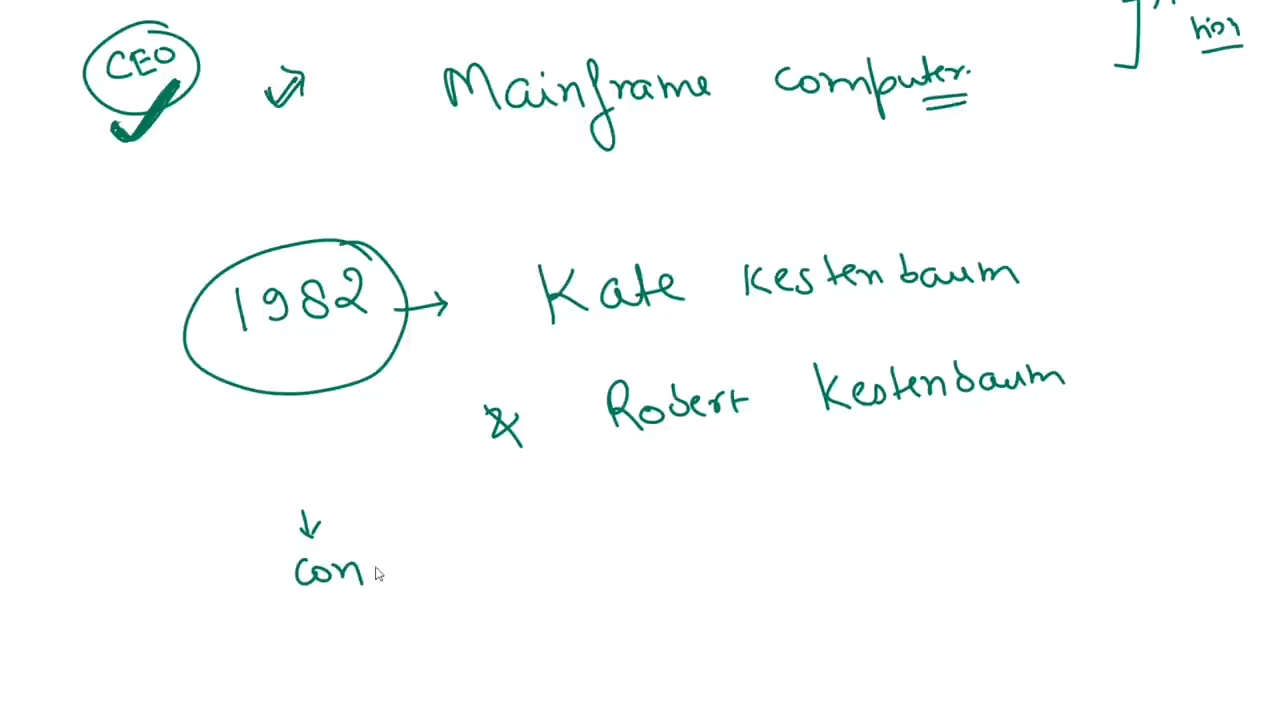 CEO Mainframe computer.
1982 → Kate Kestenbaum
& Robert Kestenbaum
↓
con